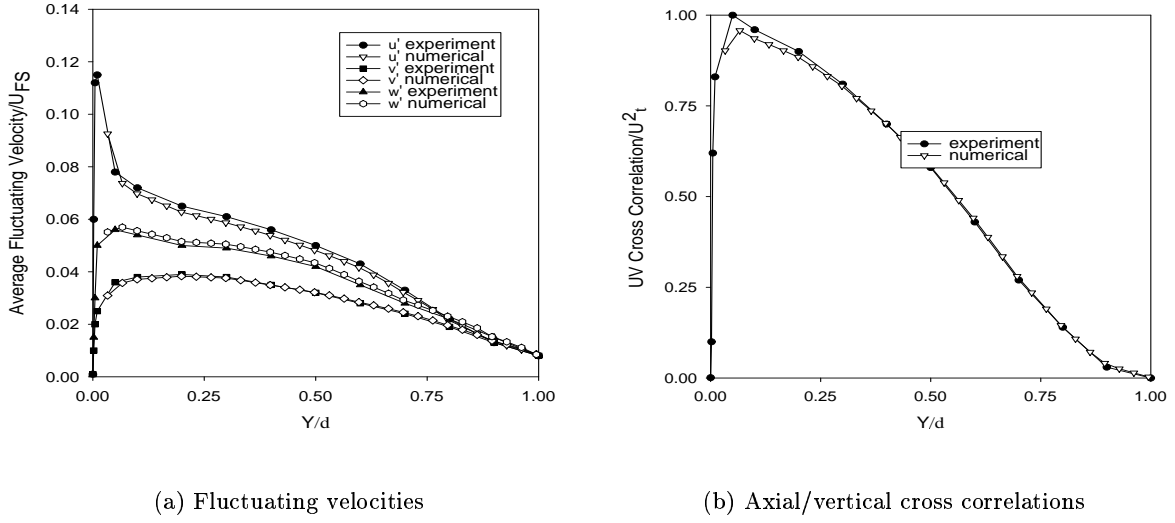 0.14
0.12
0.10
0.08
0.06
0.04
0.02
0.00
Average Fluctuating Velocity/U_FS
u' experiment
u' numerical
v' experiment
v' numerical
w' experiment
w' numerical
0.00 0.25 0.50 0.75 1.00
Y/d
(a) Fluctuating velocities
1.00
0.75
0.50
0.25
0.00
UV Cross Correlation/U²_t
experiment
numerical
0.00 0.25 0.50 0.75 1.00
Y/d
(b) Axial/vertical cross correlations